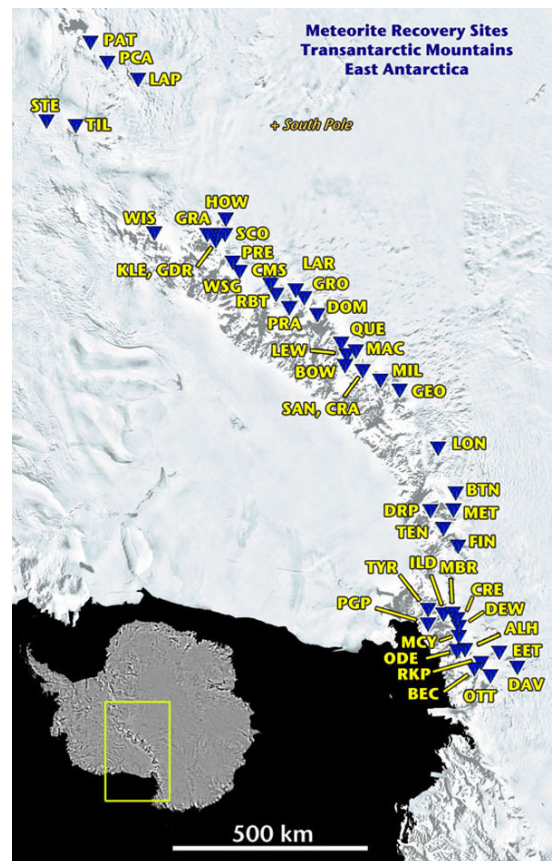 Meteorite Recovery Sites
Transantarctic Mountains
East Antarctica
PAT
PCA
LAP
STE
TIL
+ South Pole
HOW
WIS
GRA
SCO
KLE, GDR
PRE
WSG
CMS
LAR
RBT
GRO
PRA
DOM
QUE
LEW
MAC
BOW
MIL
SAN, CRA
GEO
LON
BTN
DRP
MET
TEN
FIN
TYR
ILD
MBR
PGP
CRE
DEW
MCY
ALH
ODE
EET
RKP
DAV
BEC
OTT
500 km